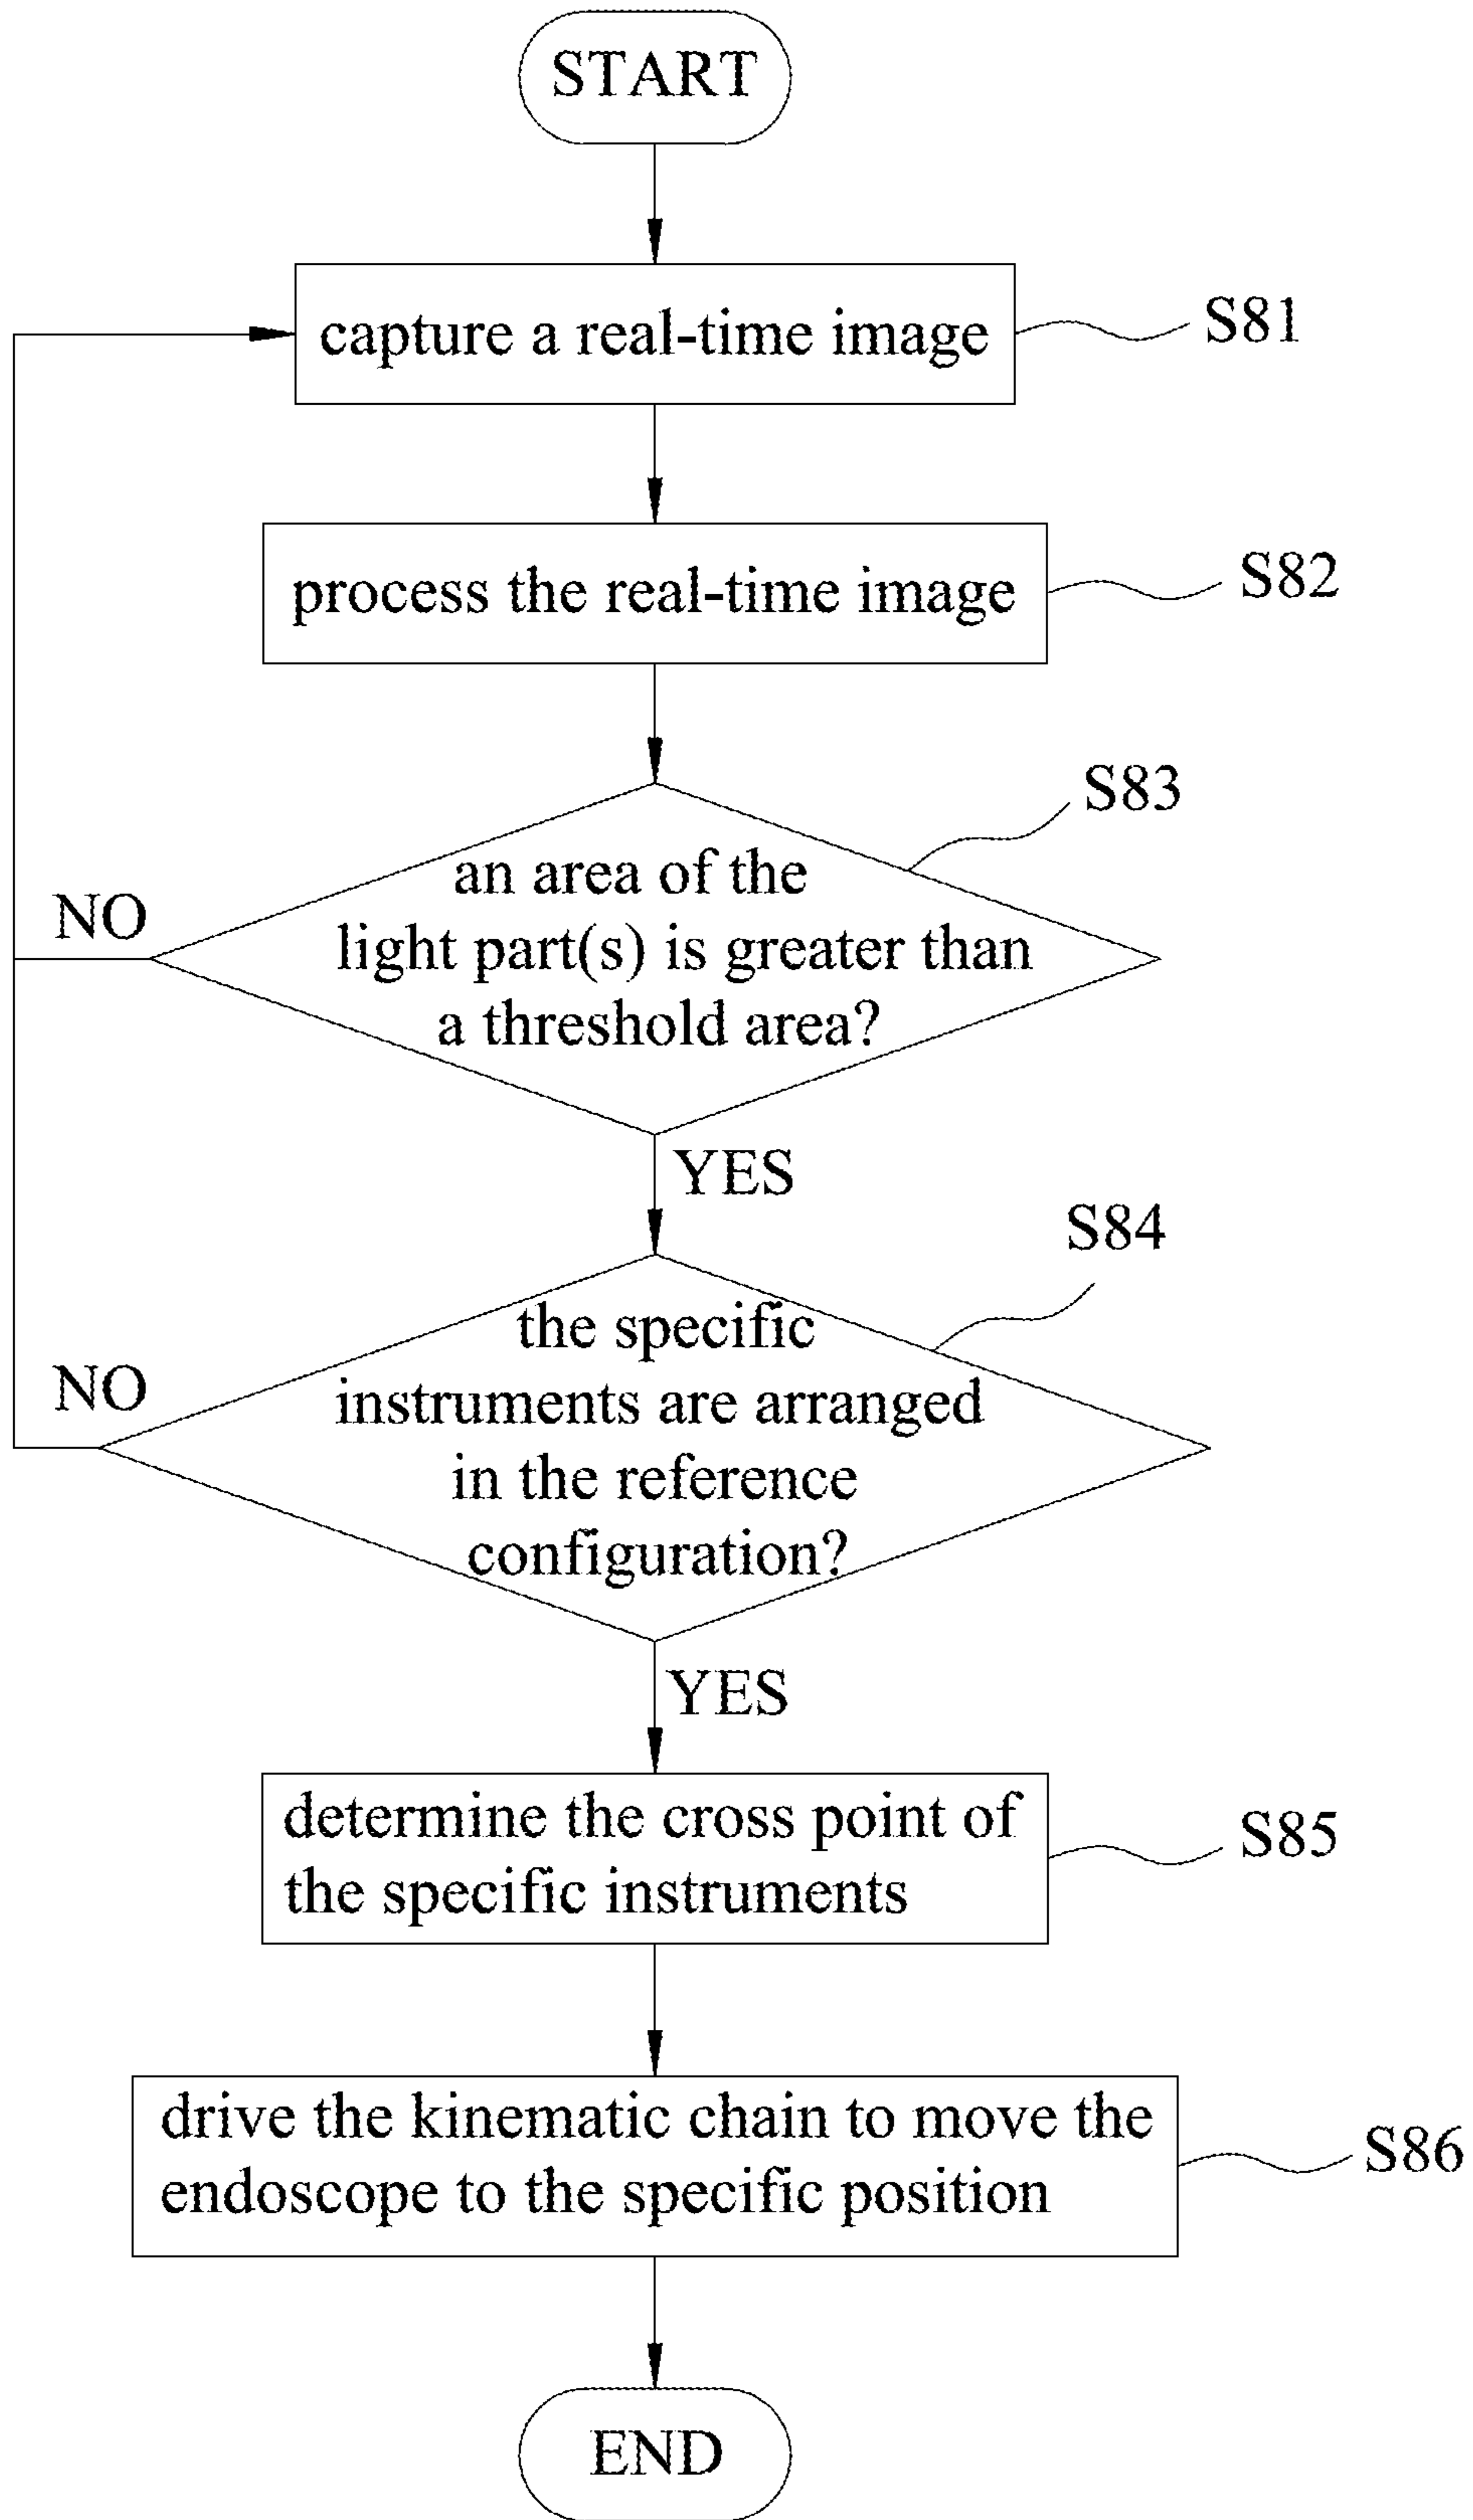 START
capture a real-time image
S81
process the real-time image
S82
S83
an area of the
light part(s) is greater than
a threshold area?
NO
YES
S84
the specific
instruments are arranged
in the reference
configuration?
NO
YES
determine the cross point of
the specific instruments
S85
drive the kinematic chain to move the
endoscope to the specific position
S86
END